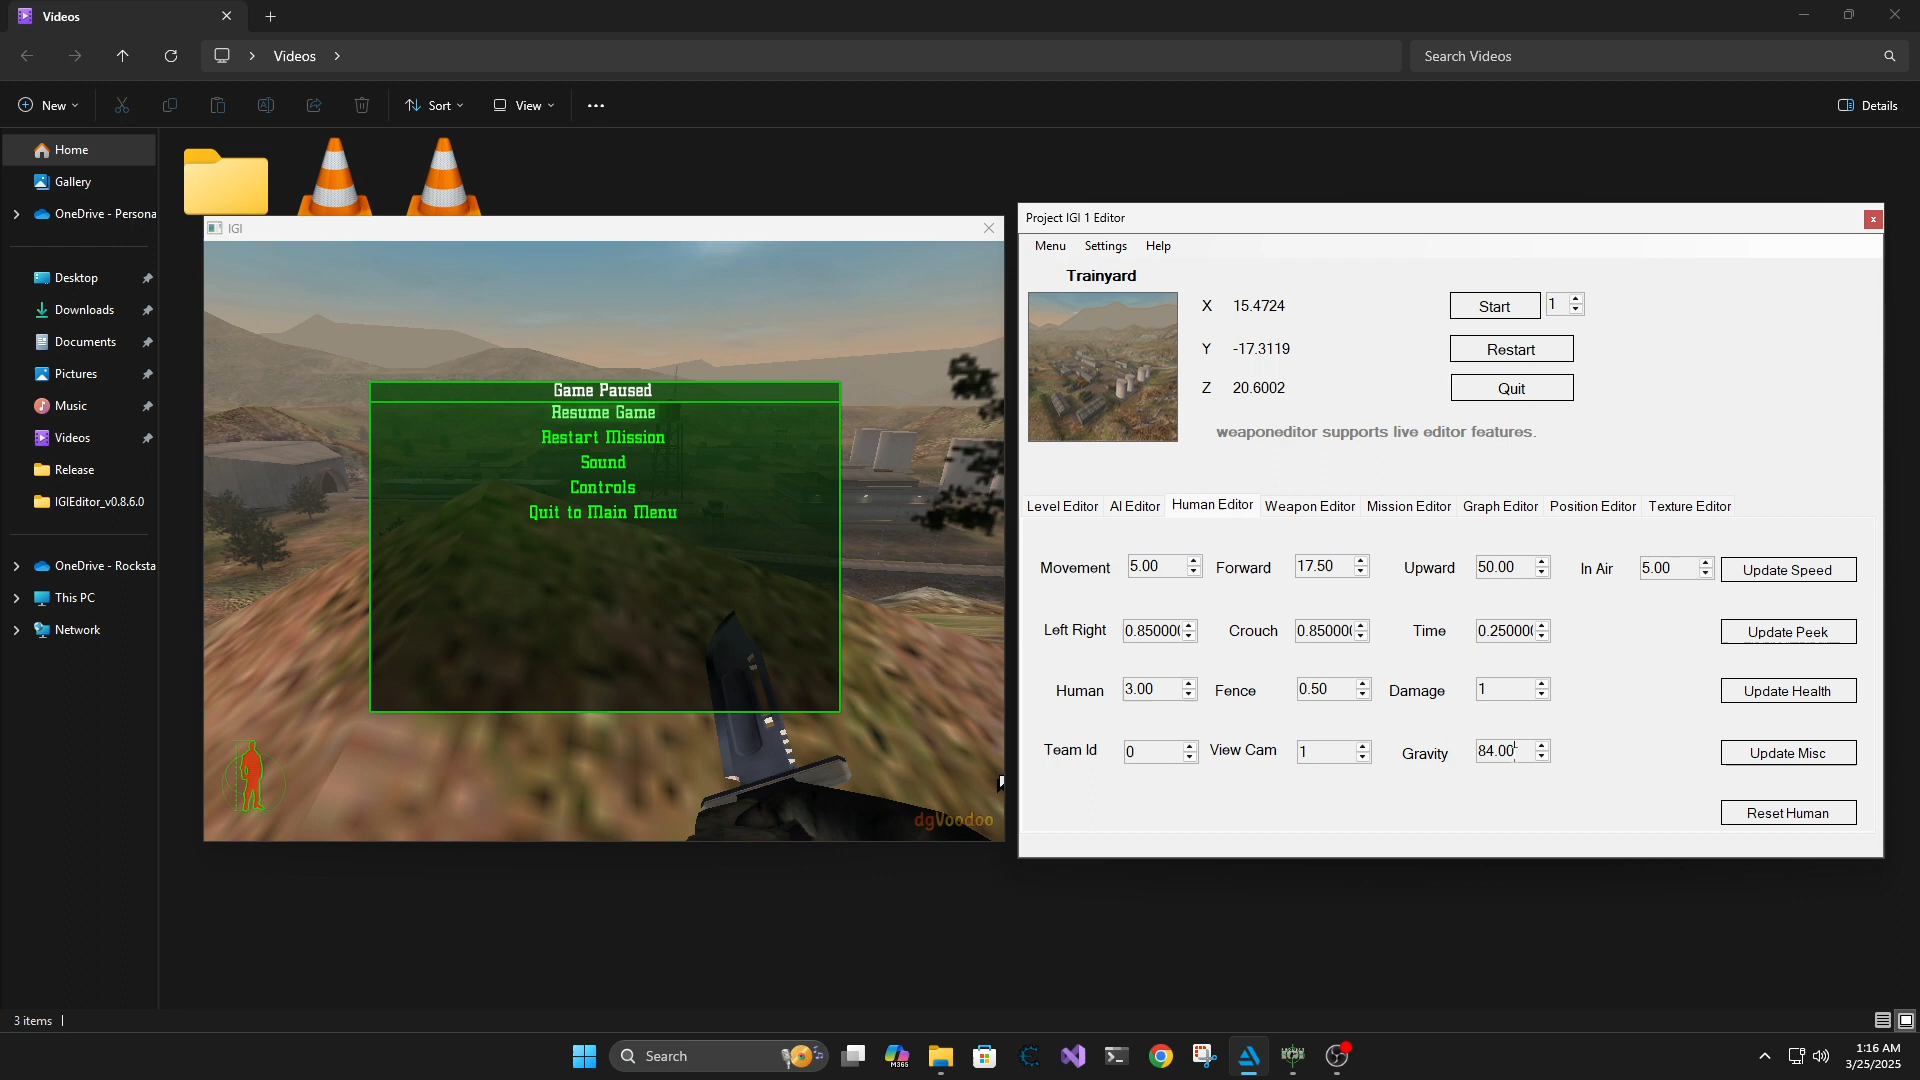 Videos
Videos
Search Videos
New
Sort
View
Details
Home
Gallery
OneDrive - Persona
Desktop
Downloads
Documents
Pictures
Music
Videos
Release
IGIEditor_v0.8.6.0
OneDrive - Rocksta
This PC
Network
IGI
Game Paused
Resume Game
Restart Mission
Sound
Controls
Quit to Main Menu
dgVoodoo
Project IGI 1 Editor
Menu Settings Help
Trainyard
X 15.4724
Start 1
Y -17.3119
Restart
Z 20.6002
Quit
weaponeditor supports live editor features.
Level Editor AI Editor Human Editor Weapon Editor Mission Editor Graph Editor Position Editor Texture Editor
Movement 5.00 Forward 17.50 Upward 50.00 In Air 5.00 Update Speed
Left Right 0.85000 Crouch 0.85000 Time 0.25000 Update Peek
Human 3.00 Fence 0.50 Damage 1 Update Health
Team Id 0 View Cam 1 Gravity 84.00 Update Misc
Reset Human
3 items
Search
M365
1:16 AM
3/25/2025